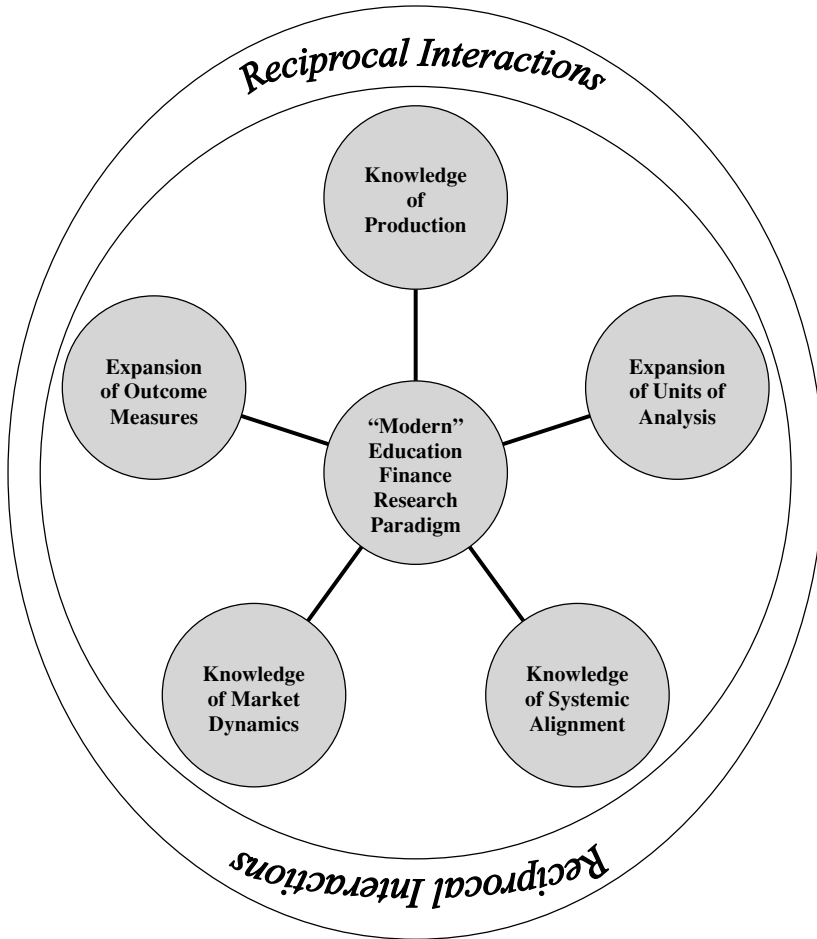 Reciprocal Interactions
Knowledge
of
Production
Expansion
of Outcome
Measures
Expansion
of Units of
Analysis
“Modern”
Education
Finance
Research
Paradigm
Knowledge
of Market
Dynamics
Knowledge
of Systemic
Alignment
Reciprocal Interactions